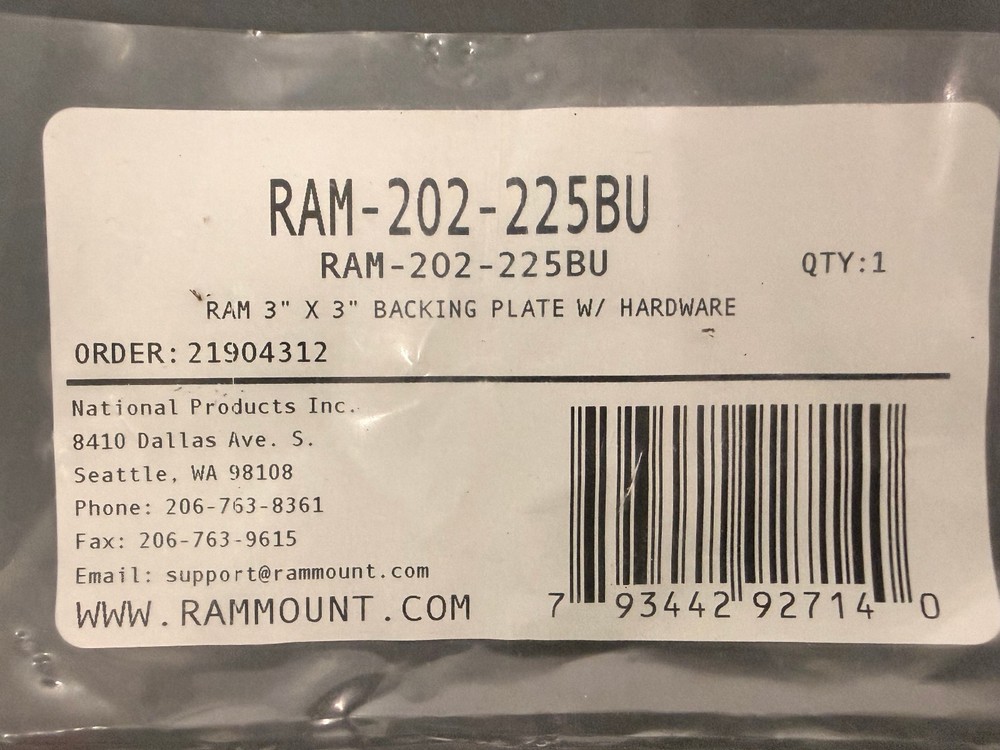 RAM-202-225BU
RAM-202-225BU QTY:1
RAM 3" X 3" BACKING PLATE W/ HARDWARE
ORDER: 21904312
National Products Inc.
8410 Dallas Ave. S.
Seattle, WA 98108
Phone: 206-763-8361
Fax: 206-763-9615
Email: support@rammount.com
WWW.RAMMOUNT.COM
7 93442 92714 0